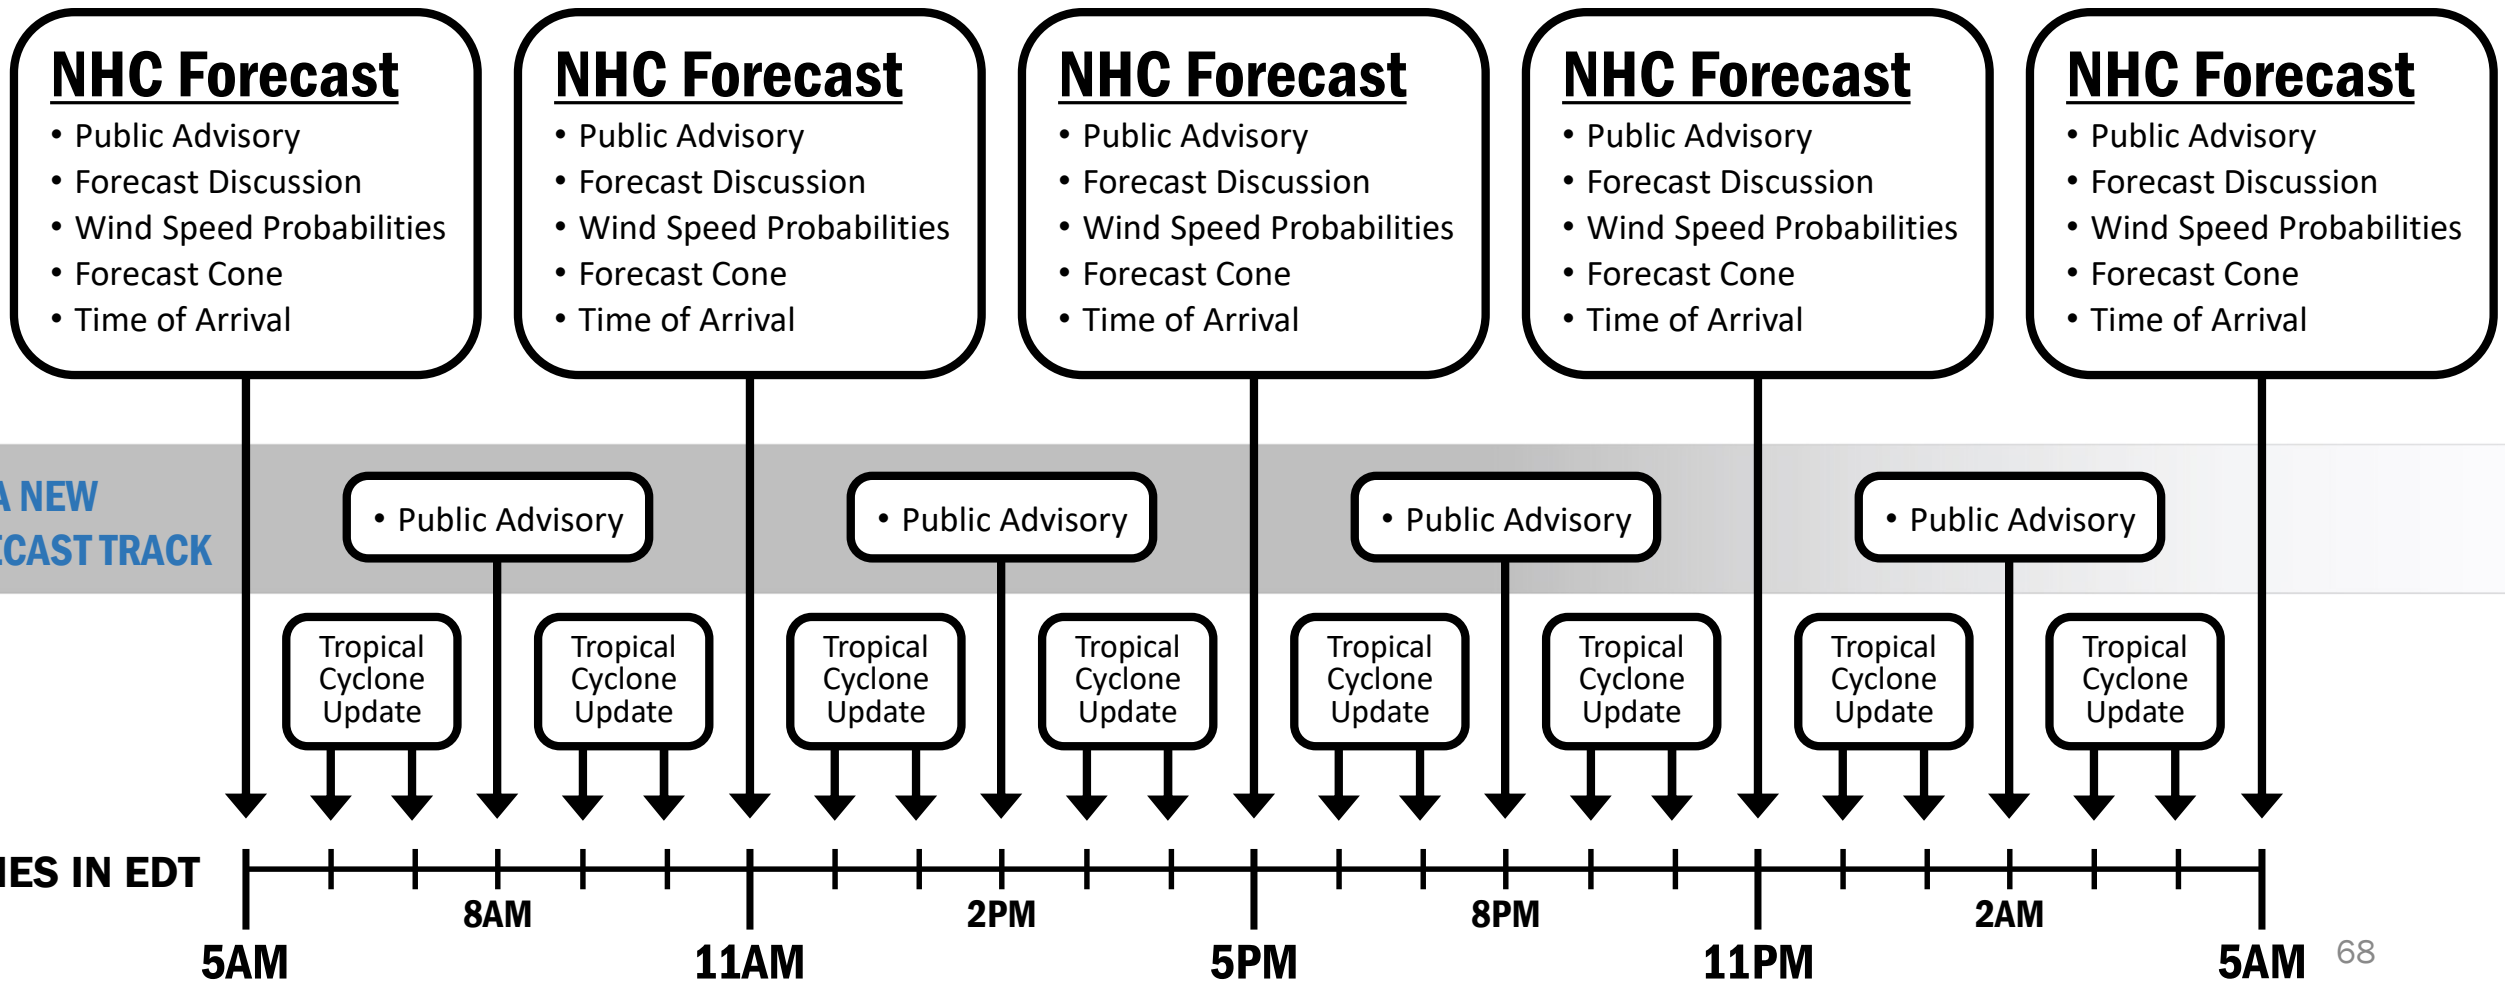 NHC Forecast
• Public Advisory
• Forecast Discussion
• Wind Speed Probabilities
• Forecast Cone
• Time of Arrival
NHC Forecast
• Public Advisory
• Forecast Discussion
• Wind Speed Probabilities
• Forecast Cone
• Time of Arrival
NHC Forecast
• Public Advisory
• Forecast Discussion
• Wind Speed Probabilities
• Forecast Cone
• Time of Arrival
NHC Forecast
• Public Advisory
• Forecast Discussion
• Wind Speed Probabilities
• Forecast Cone
• Time of Arrival
NHC Forecast
• Public Advisory
• Forecast Discussion
• Wind Speed Probabilities
• Forecast Cone
• Time of Arrival
A NEW
ECAST TRACK
• Public Advisory
• Public Advisory
• Public Advisory
• Public Advisory
Tropical
Cyclone
Update
Tropical
Cyclone
Update
Tropical
Cyclone
Update
Tropical
Cyclone
Update
Tropical
Cyclone
Update
Tropical
Cyclone
Update
Tropical
Cyclone
Update
Tropical
Cyclone
Update
IES IN EDT
8AM
2PM
8PM
2AM
5AM
11AM
5PM
11PM
5AM
68